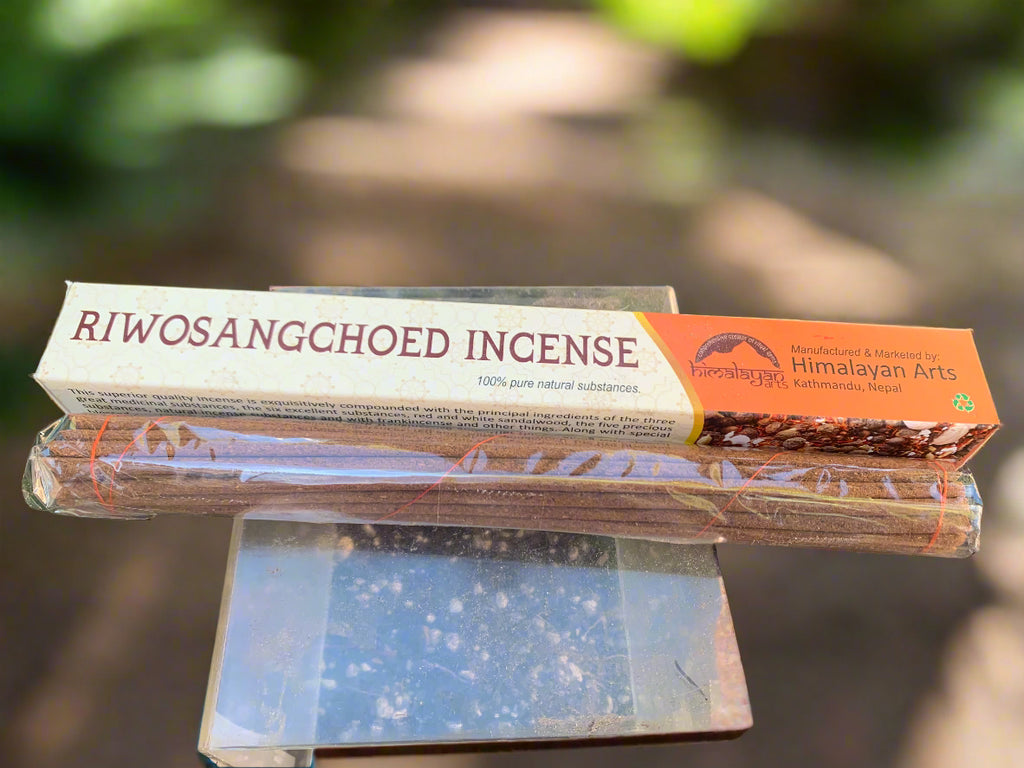 RIWOSANGCHOED INCENSE
100% pure natural substances.
This superior quality incense is exquisitively compounded with the principal ingredients of the three
great medicinal substances, the six excellent substances, red and white sandalwood, the five precious
substances and with frankincense and other things. Along with special
himalayan
arts
Manufactured & Marketed by:
Himalayan Arts
Kathmandu, Nepal